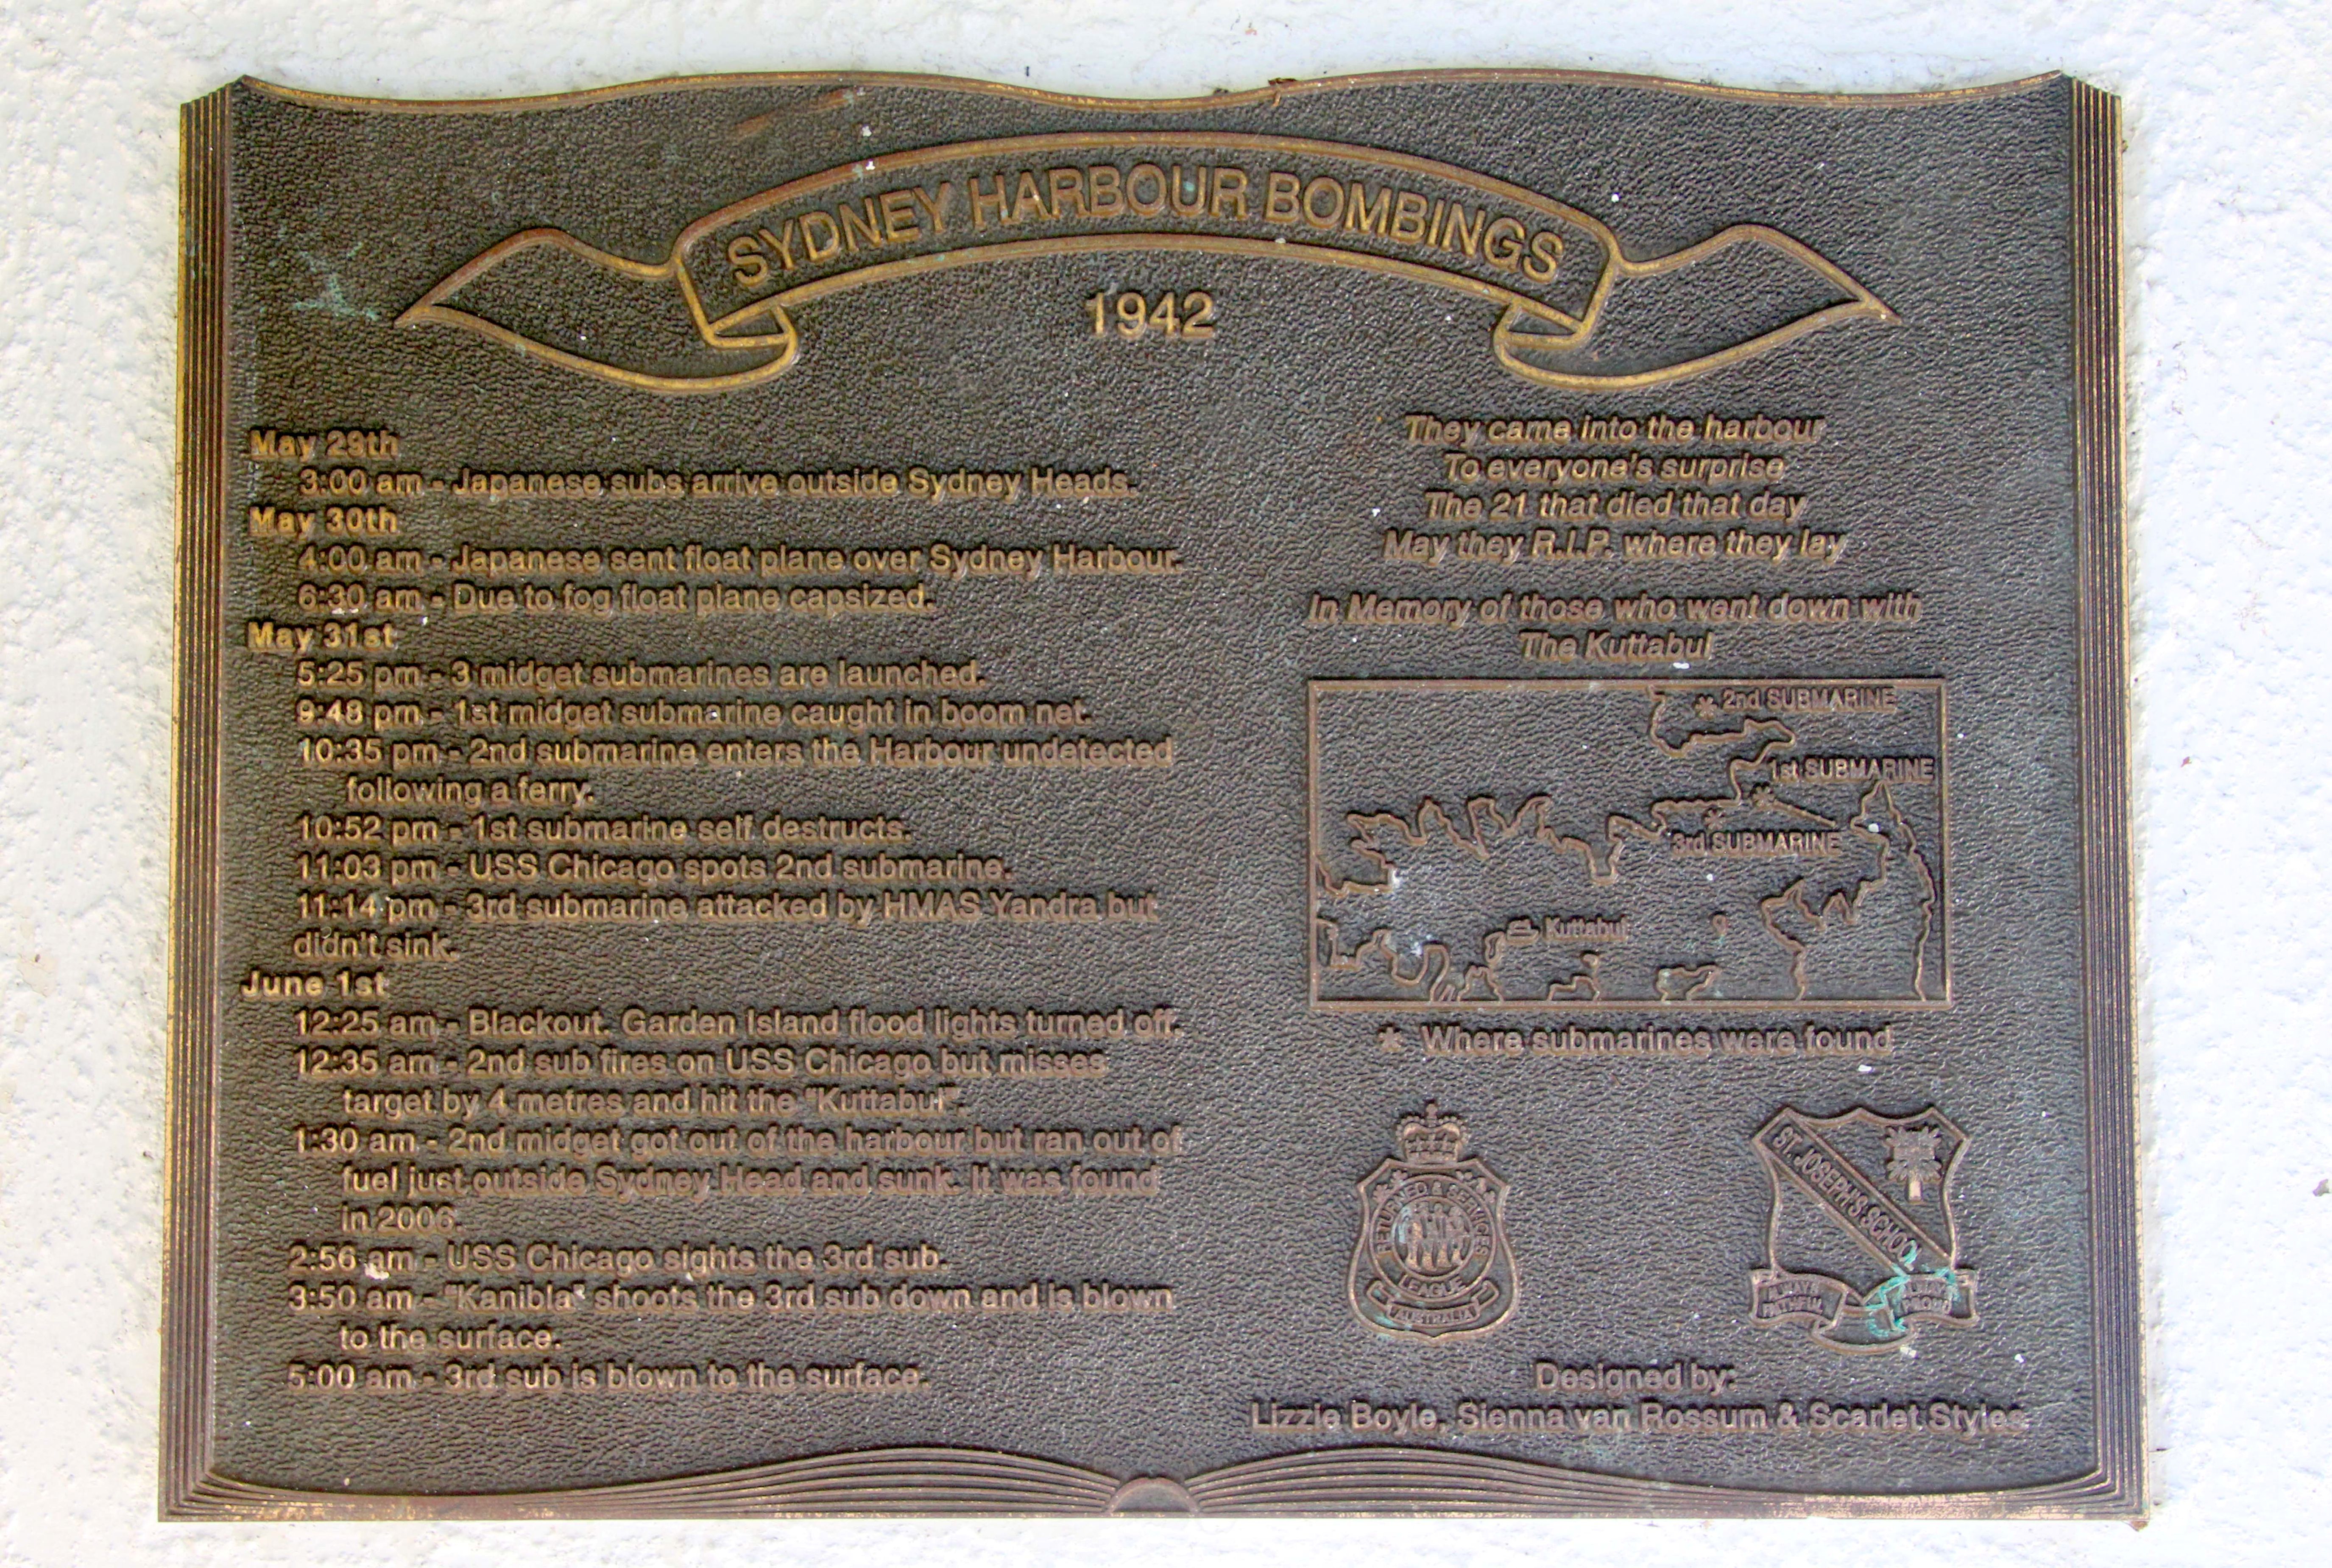 SYDNEY HARBOUR BOMBINGS
1942
May 29th
3:00 am - Japanese subs arrive outside Sydney Heads.
May 30th
4:00 am - Japanese sent float plane over Sydney Harbour.
6:30 am - Due to fog float plane capsized.
May 31st
5:25 pm - 3 midget submarines are launched.
9:48 pm - 1st midget submarine caught in boom net.
10:35 pm - 2nd submarine enters the Harbour undetected
following a ferry.
10:52 pm - 1st submarine self destructs.
11:03 pm - USS Chicago spots 2nd submarine.
11:14 pm - 3rd submarine attacked by HMAS Yandra but
didn't sink.
June 1st
12:25 am - Blackout. Garden Island flood lights turned off.
12:35 am - 2nd sub fires on USS Chicago but misses
target by 4 metres and hit the "Kuttabul".
1:30 am - 2nd midget got out of the harbour but ran out of
fuel just outside Sydney Head and sunk. It was found
in 2006.
2:56 am - USS Chicago sights the 3rd sub.
3:50 am - "Kanibla" shoots the 3rd sub down and is blown
to the surface.
5:00 am - 3rd sub is blown to the surface.
They came into the harbour
To everyone's surprise
The 21 that died that day
May they R.I.P. where they lay
In Memory of those who went down with
The Kuttabul
* 2nd SUBMARINE
1st SUBMARINE
3rd SUBMARINE
Kuttabul
* Where submarines were found
RETURNED & SERVICES
LEAGUE
AUSTRALIA
ST. JOSEPH'S SCHOOL
ALWAYS
FAITHFUL
Designed by:
Lizzie Boyle, Sienna van Rossum & Scarlet Styles